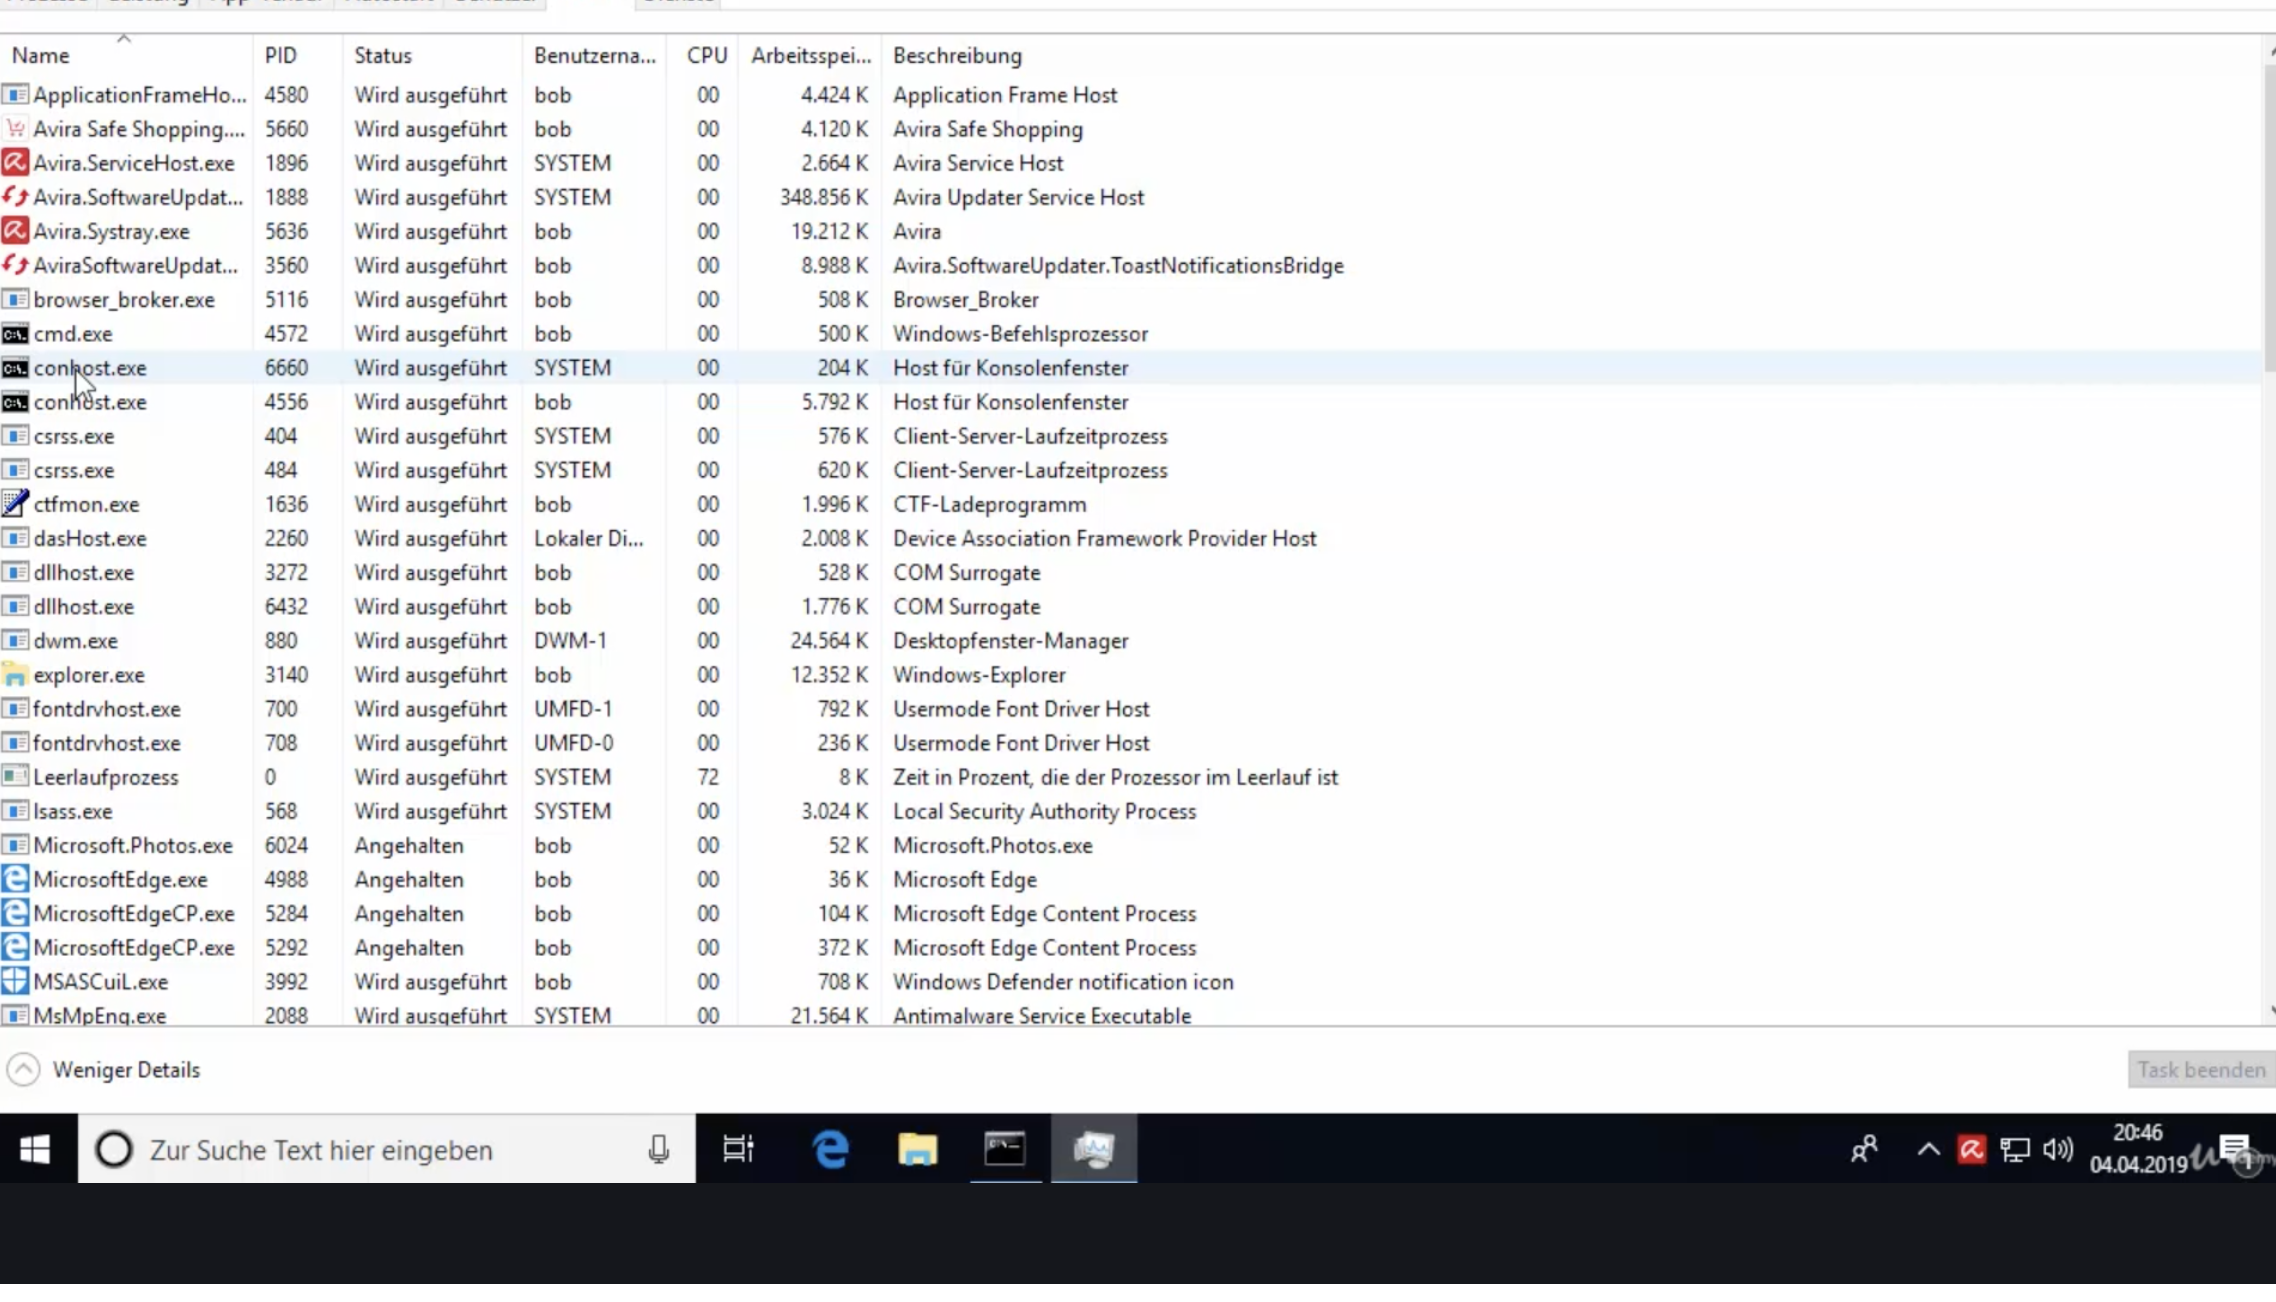 Name PID Status Benutzerna... CPU Arbeitsspei... Beschreibung
ApplicationFrameHo... 4580 Wird ausgeführt bob 00 4.424 K Application Frame Host
Avira Safe Shopping.... 5660 Wird ausgeführt bob 00 4.120 K Avira Safe Shopping
Avira.ServiceHost.exe 1896 Wird ausgeführt SYSTEM 00 2.664 K Avira Service Host
Avira.SoftwareUpdat... 1888 Wird ausgeführt SYSTEM 00 348.856 K Avira Updater Service Host
Avira.Systray.exe 5636 Wird ausgeführt bob 00 19.212 K Avira
AviraSoftwareUpdat... 3560 Wird ausgeführt bob 00 8.988 K Avira.SoftwareUpdater.ToastNotificationsBridge
browser_broker.exe 5116 Wird ausgeführt bob 00 508 K Browser_Broker
cmd.exe 4572 Wird ausgeführt bob 00 500 K Windows-Befehlsprozessor
conhost.exe 6660 Wird ausgeführt SYSTEM 00 204 K Host für Konsolenfenster
conhost.exe 4556 Wird ausgeführt bob 00 5.792 K Host für Konsolenfenster
csrss.exe 404 Wird ausgeführt SYSTEM 00 576 K Client-Server-Laufzeitprozess
csrss.exe 484 Wird ausgeführt SYSTEM 00 620 K Client-Server-Laufzeitprozess
ctfmon.exe 1636 Wird ausgeführt bob 00 1.996 K CTF-Ladeprogramm
dasHost.exe 2260 Wird ausgeführt Lokaler Di... 00 2.008 K Device Association Framework Provider Host
dllhost.exe 3272 Wird ausgeführt bob 00 528 K COM Surrogate
dllhost.exe 6432 Wird ausgeführt bob 00 1.776 K COM Surrogate
dwm.exe 880 Wird ausgeführt DWM-1 00 24.564 K Desktopfenster-Manager
explorer.exe 3140 Wird ausgeführt bob 00 12.352 K Windows-Explorer
fontdrvhost.exe 700 Wird ausgeführt UMFD-1 00 792 K Usermode Font Driver Host
fontdrvhost.exe 708 Wird ausgeführt UMFD-0 00 236 K Usermode Font Driver Host
Leerlaufprozess 0 Wird ausgeführt SYSTEM 72 8 K Zeit in Prozent, die der Prozessor im Leerlauf ist
lsass.exe 568 Wird ausgeführt SYSTEM 00 3.024 K Local Security Authority Process
Microsoft.Photos.exe 6024 Angehalten bob 00 52 K Microsoft.Photos.exe
MicrosoftEdge.exe 4988 Angehalten bob 00 36 K Microsoft Edge
MicrosoftEdgeCP.exe 5284 Angehalten bob 00 104 K Microsoft Edge Content Process
MicrosoftEdgeCP.exe 5292 Angehalten bob 00 372 K Microsoft Edge Content Process
MSASCuiL.exe 3992 Wird ausgeführt bob 00 708 K Windows Defender notification icon
MsMpEng.exe 2088 Wird ausgeführt SYSTEM 00 21.564 K Antimalware Service Executable
Weniger Details Task beenden
Zur Suche Text hier eingeben
20:46
04.04.2019
1